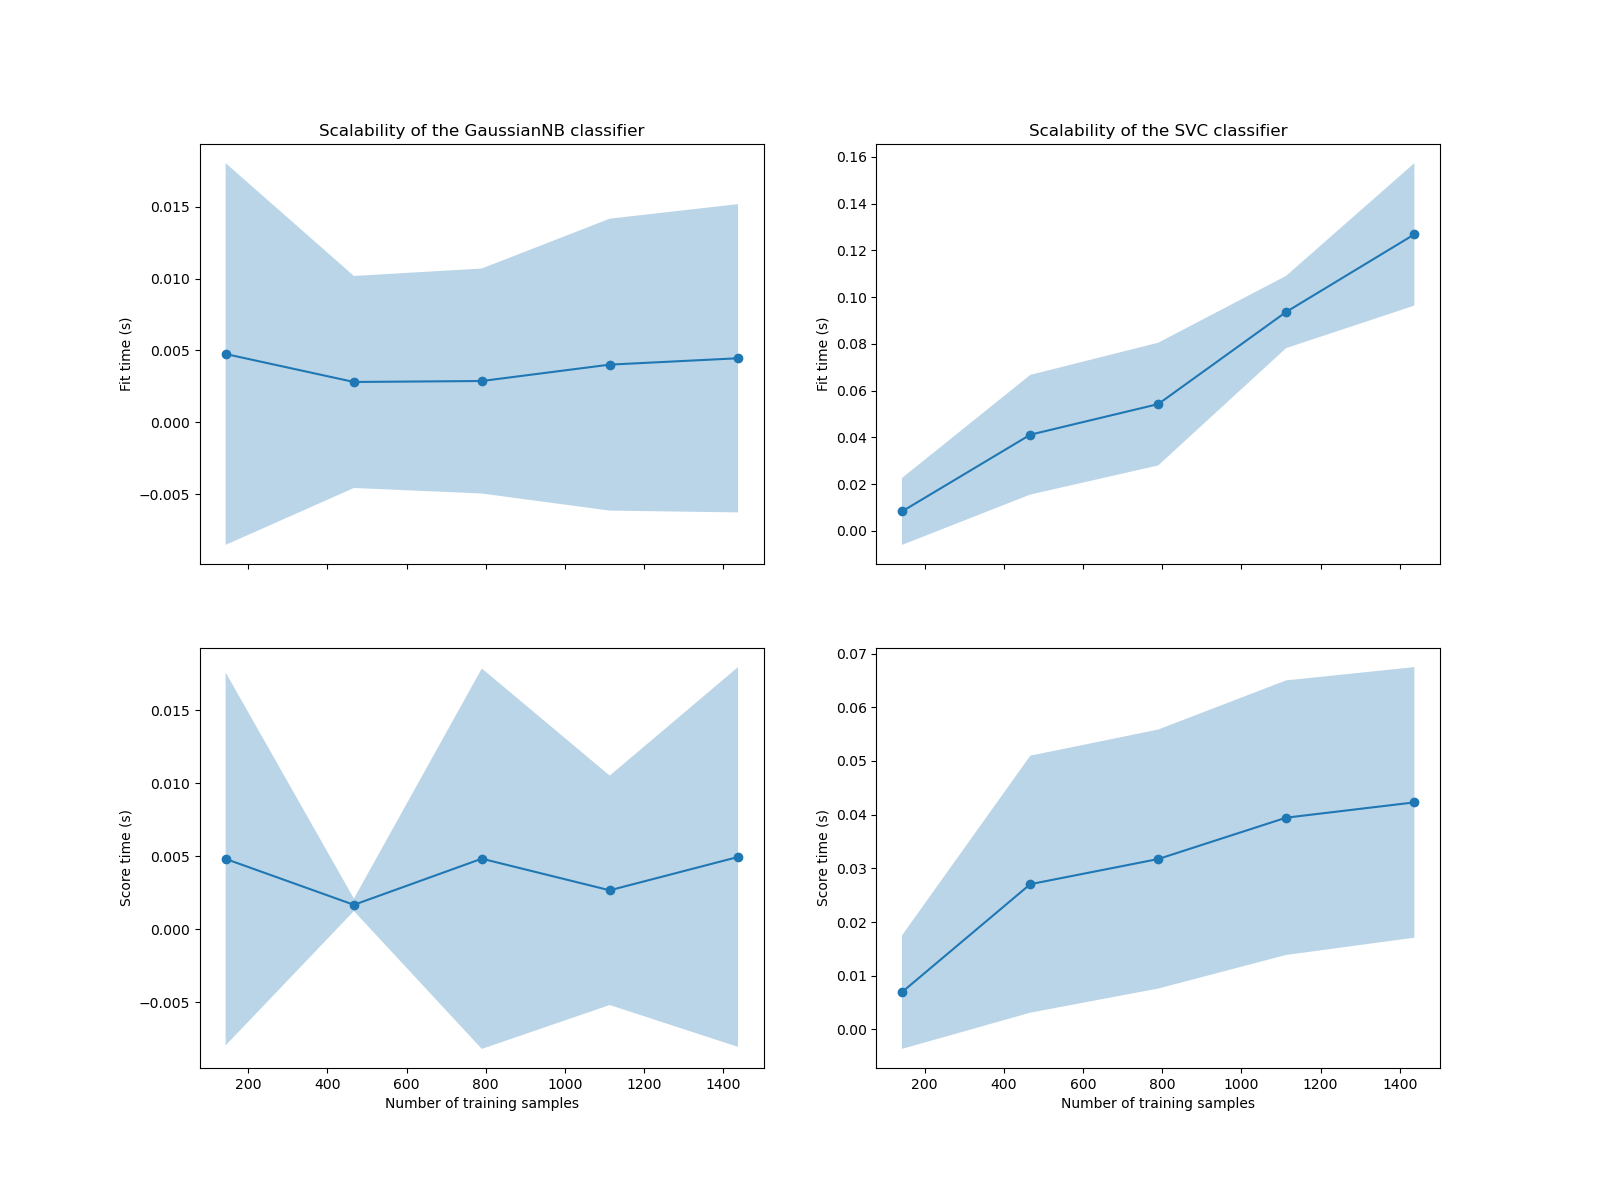 Scalability of the GaussianNB classifier
0.015
0.010
0.005
0.000
−0.005
Fit time (s)
Scalability of the SVC classifier
0.16
0.14
0.12
0.10
0.08
0.06
0.04
0.02
0.00
Fit time (s)
0.015
0.010
0.005
0.000
−0.005
Score time (s)
200 400 600 800 1000 1200 1400
Number of training samples
0.07
0.06
0.05
0.04
0.03
0.02
0.01
0.00
Score time (s)
200 400 600 800 1000 1200 1400
Number of training samples